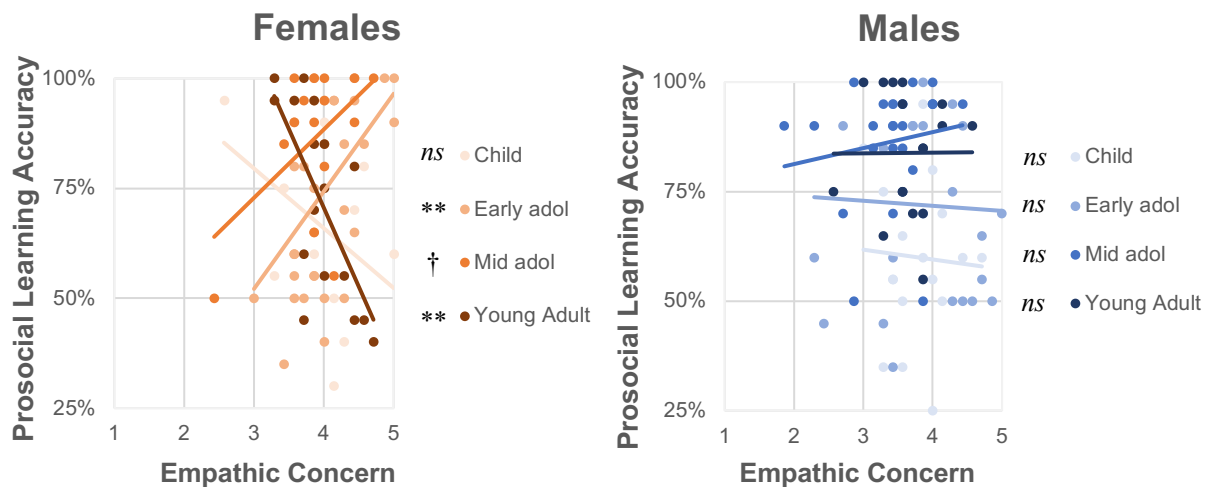 Females
Prosocial Learning Accuracy
100%
75%
50%
25%
1
2
3
4
5
Empathic Concern
ns Child
** Early adol
† Mid adol
** Young Adult
Males
Prosocial Learning Accuracy
100%
75%
50%
25%
1
2
3
4
5
Empathic Concern
ns Child
ns Early adol
ns Mid adol
ns Young Adult